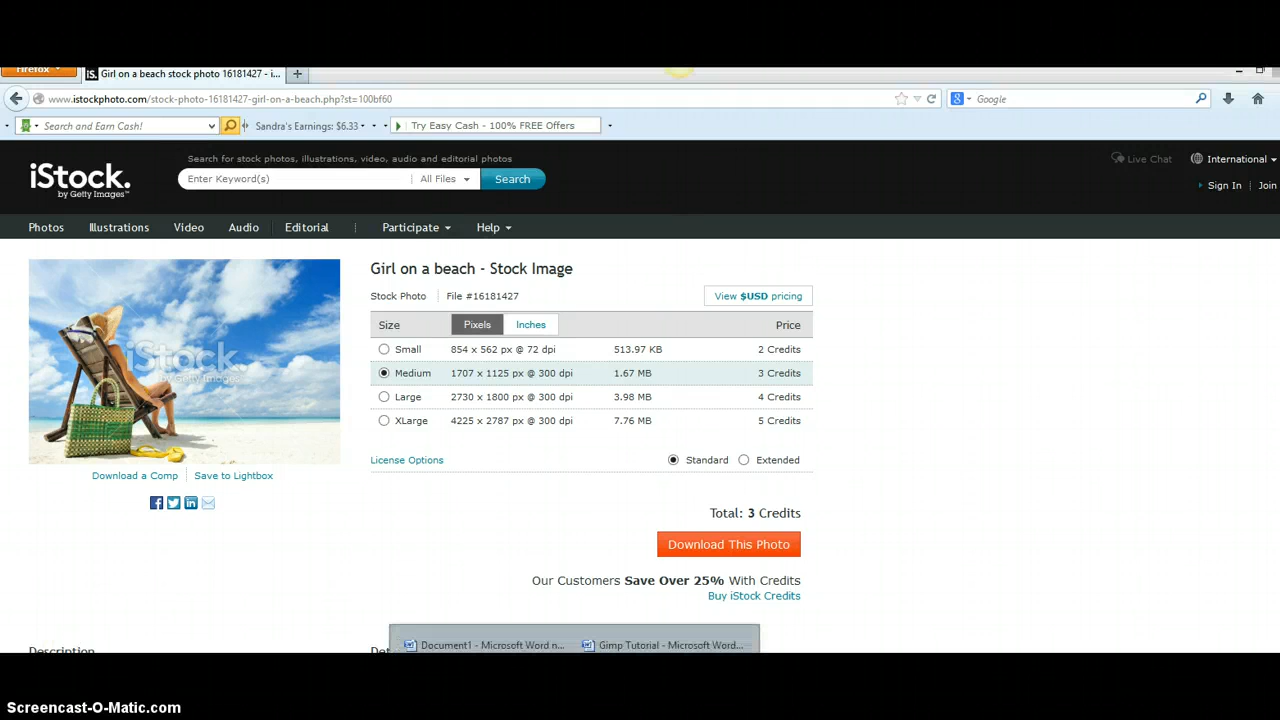 Firefox
iS. Girl on a beach stock photo 16181427 - i... +
www.istockphoto.com/stock-photo-16181427-girl-on-a-beach.php?st=100bf60
Google
Search and Earn Cash! Sandra's Earnings: $6.33 Try Easy Cash - 100% FREE Offers
iStock.
by Getty Images™
Search for stock photos, illustrations, video, audio and editorial photos
Enter Keyword(s) All Files Search
Live Chat International
Sign In Join
Photos Illustrations Video Audio Editorial Participate Help
iStock
by Getty Images
Download a Comp Save to Lightbox
Girl on a beach - Stock Image
Stock Photo File #16181427 View $USD pricing
Size Pixels Inches Price
Small 854 x 562 px @ 72 dpi 513.97 KB 2 Credits
Medium 1707 x 1125 px @ 300 dpi 1.67 MB 3 Credits
Large 2730 x 1800 px @ 300 dpi 3.98 MB 4 Credits
XLarge 4225 x 2787 px @ 300 dpi 7.76 MB 5 Credits
License Options Standard Extended
Total: 3 Credits
Download This Photo
Our Customers Save Over 25% With Credits
Buy iStock Credits
Document1 - Microsoft Word n... Gimp Tutorial - Microsoft Word...
Description
Screencast-O-Matic.com